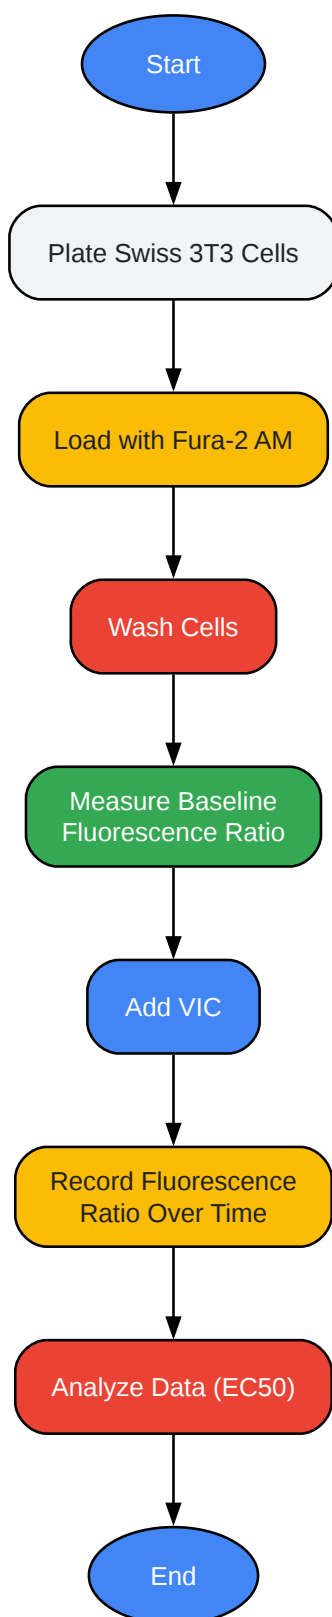 Start
Plate Swiss 3T3 Cells
Load with Fura-2 AM
Wash Cells
Measure Baseline
Fluorescence Ratio
Add VIC
Record Fluorescence
Ratio Over Time
Analyze Data (EC50)
End